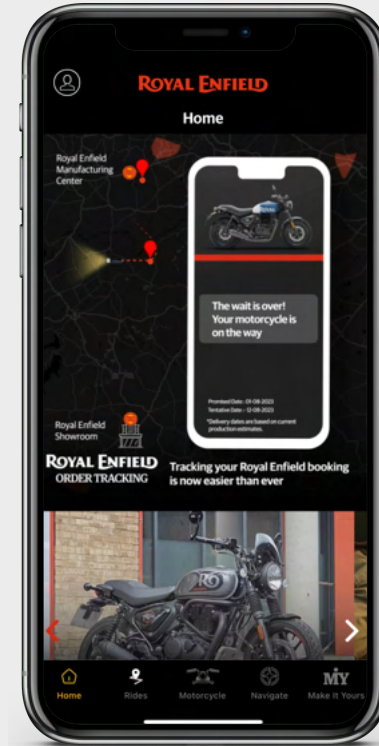 ROYAL ENFIELD
Home
Royal Enfield
Manufacturing
Center
The wait is over!
Your motorcycle is
on the way
Promised Date : 01-08-2023
Tentative Date - 12-08-2023
*Delivery dates are based on current
production estimates.
Royal Enfield
Showroom
ROYAL ENFIELD
ORDER TRACKING
Tracking your Royal Enfield booking
is now easier than ever
Home
Rides
Motorcycle
Navigate
MiY
Make It Yours